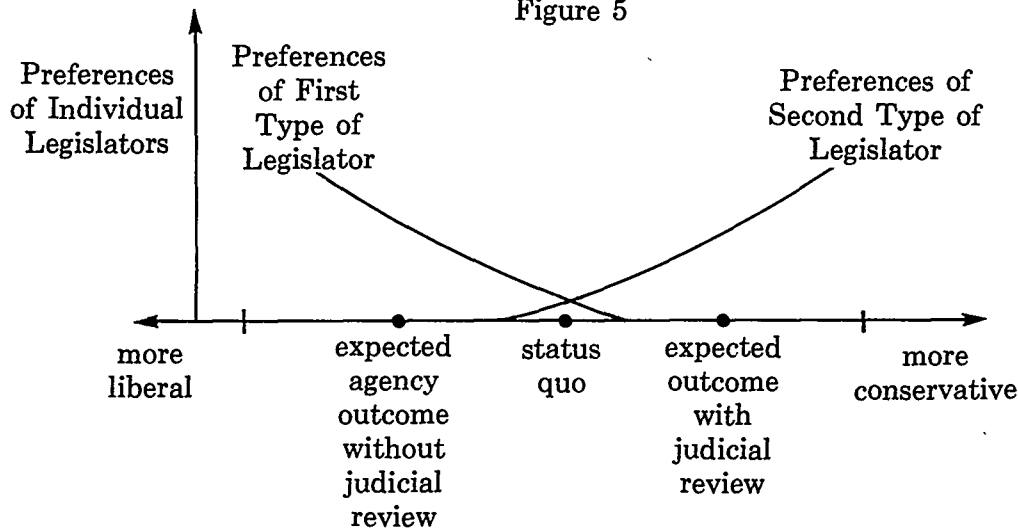 Figure 5
Preferences
of Individual
Legislators
Preferences
of First
Type of
Legislator
Preferences of
Second Type of
Legislator
more
liberal
expected
agency
outcome
without
judicial
review
status
quo
expected
outcome
with
judicial
review
more
conservative